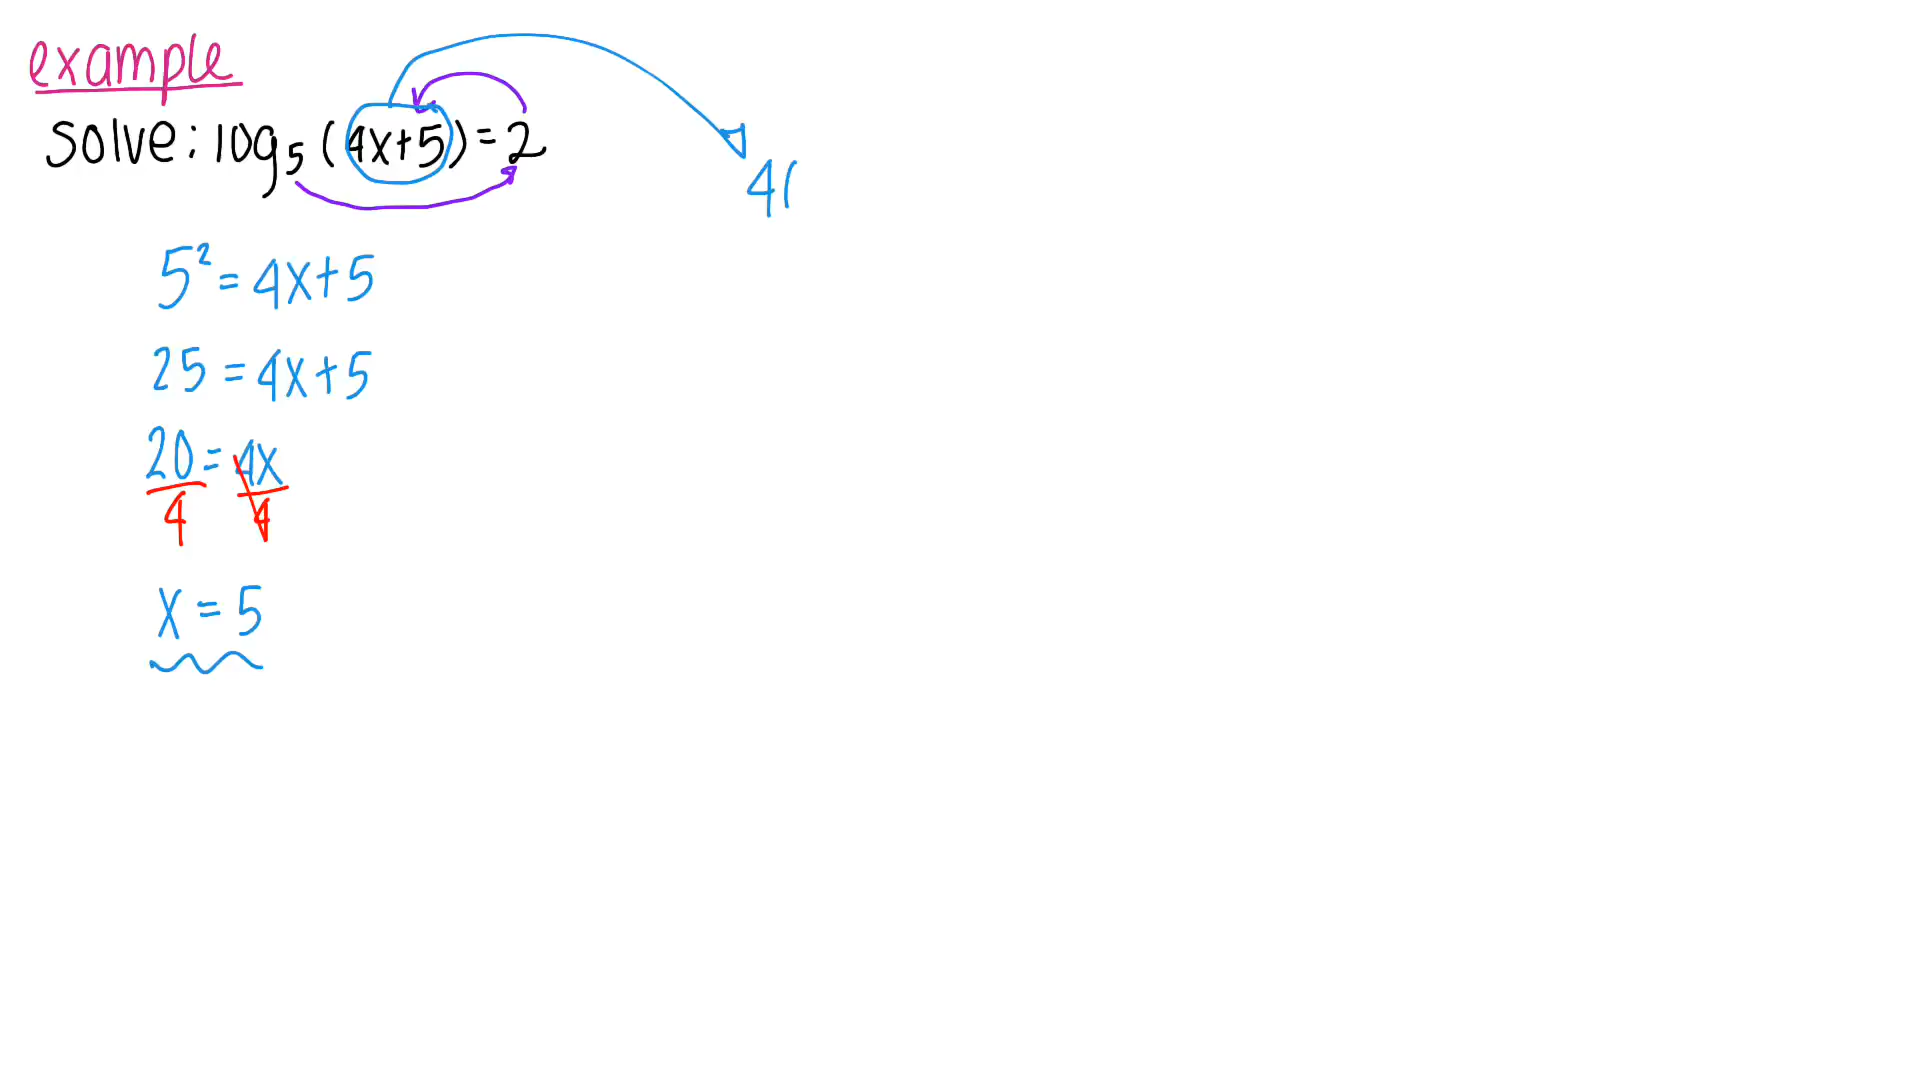 example
solve: log₅ (4x+5) = 2
4(
5² = 4x+5
25 = 4x+5
20 = 4x
4 4
x = 5